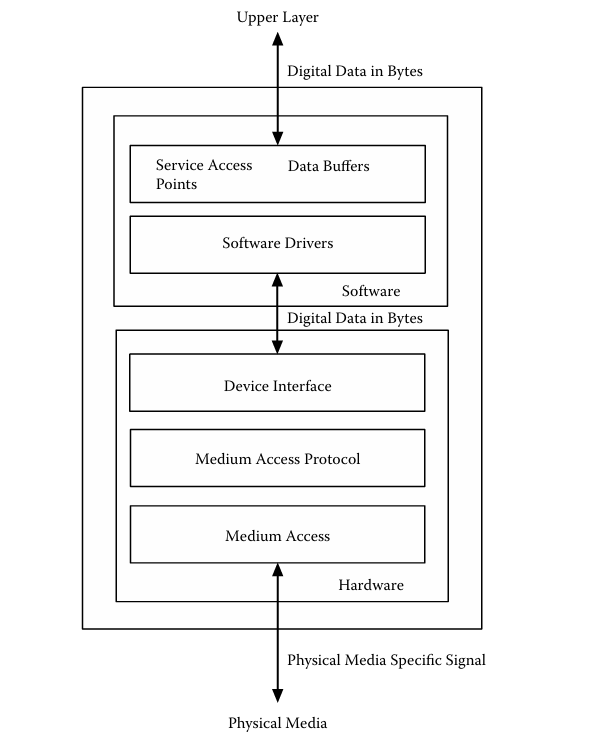 Upper Layer
Digital Data in Bytes
Service Access
Points
Data Buffers
Software Drivers
Software
Digital Data in Bytes
Device Interface
Medium Access Protocol
Medium Access
Hardware
Physical Media Specific Signal
Physical Media